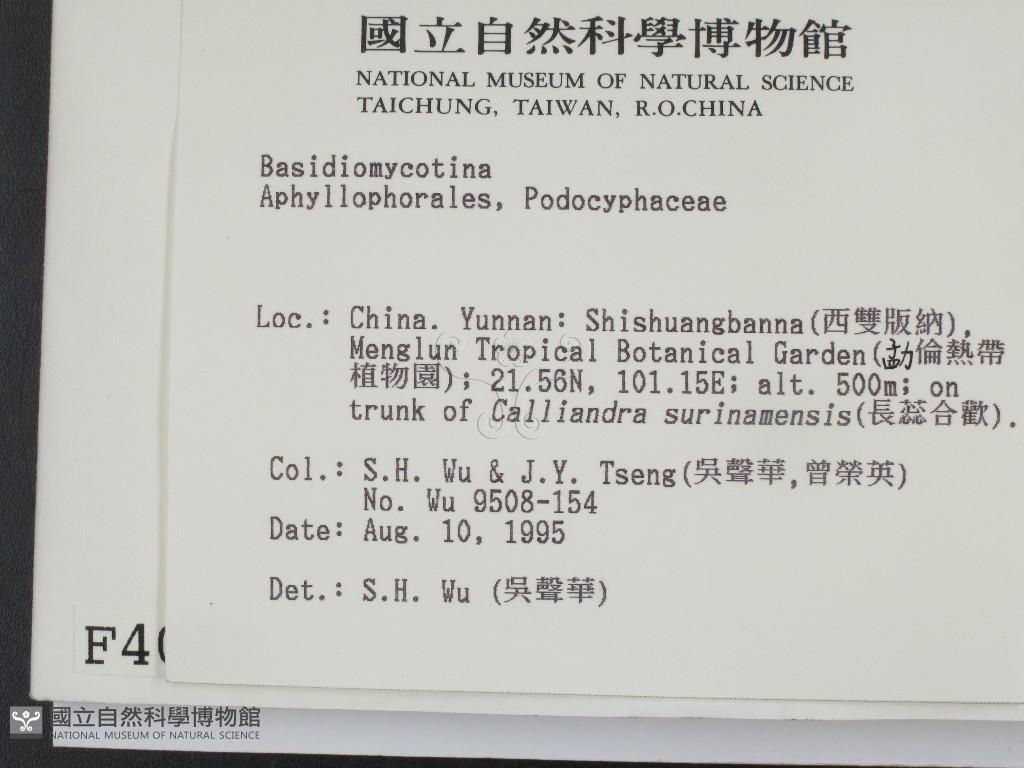 國立自然科學博物館
NATIONAL MUSEUM OF NATURAL SCIENCE
TAICHUNG, TAIWAN, R.O.CHINA
Basidiomycotina
Aphyllophorales, Podocyphaceae
Loc.: China. Yunnan: Shishuangbanna(西雙版納),
Menglun Tropical Botanical Garden(勐倫熱帶
植物園); 21.56N, 101.15E; alt. 500m; on
trunk of Calliandra surinamensis(長蕊合歡).
Col.: S.H. Wu & J.Y. Tseng(吳聲華,曾榮英)
No. Wu 9508-154
Date: Aug. 10, 1995
Det.: S.H. Wu (吳聲華)
F40
國立自然科學博物館
NATIONAL MUSEUM OF NATURAL SCIENCE